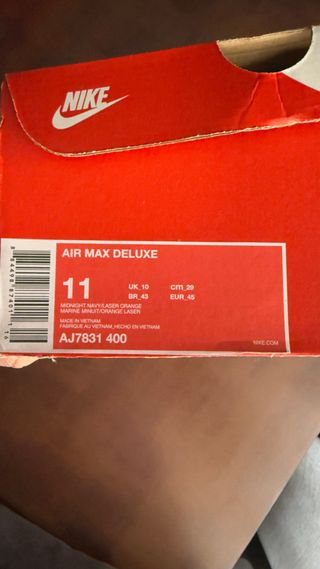 NIKE
AIR MAX DELUXE
11 UK_10 cm_29
BR_43 EUR_45
MIDNIGHT NAVY/LASER ORANGE
MARINE MINUIT/ORANGE LASER
MADE IN VIETNAM
FABRIQUE AU VIETNAM_HECHO EN VIETNAM
AJ7831 400
NIKE.COM